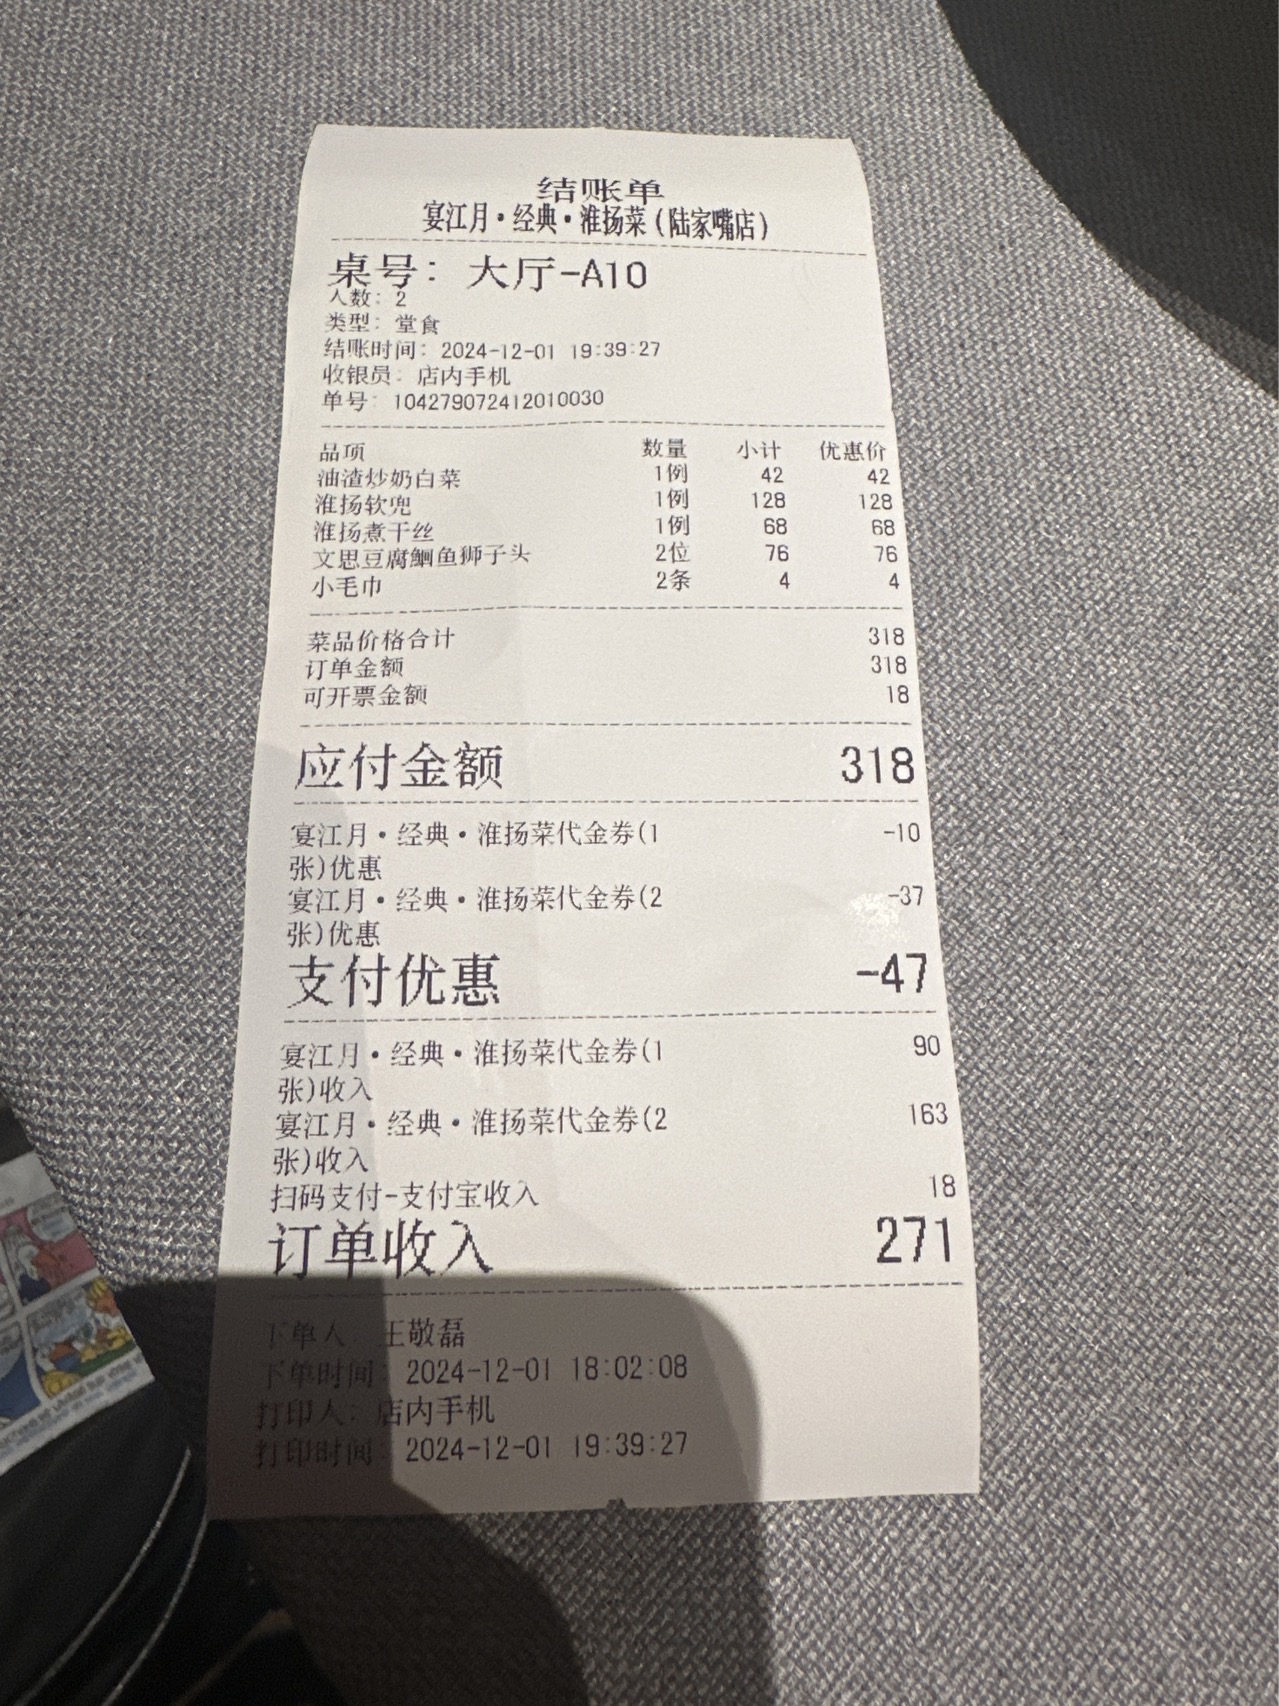 结账单
宴江月·经典·淮扬菜(陆家嘴店)
桌号: 大厅-A10
人数: 2
类型: 堂食
结账时间: 2024-12-01 19:39:27
收银员: 店内手机
单号: 104279072412010030
品项 数量 小计 优惠价
油渣炒奶白菜 1例 42 42
淮扬软兜 1例 128 128
淮扬煮干丝 1例 68 68
文思豆腐鮰鱼狮子头 2位 76 76
小毛巾 2条 4 4
菜品价格合计 318
订单金额 318
可开票金额 18
应付金额 318
宴江月·经典·淮扬菜代金券(1 -10
张)优惠
宴江月·经典·淮扬菜代金券(2 -37
张)优惠
支付优惠 -47
宴江月·经典·淮扬菜代金券(1 90
张)收入
宴江月·经典·淮扬菜代金券(2 163
张)收入
扫码支付-支付宝收入 18
订单收入 271
下单人: 王敬磊
下单时间: 2024-12-01 18:02:08
打印人: 店内手机
打印时间: 2024-12-01 19:39:27